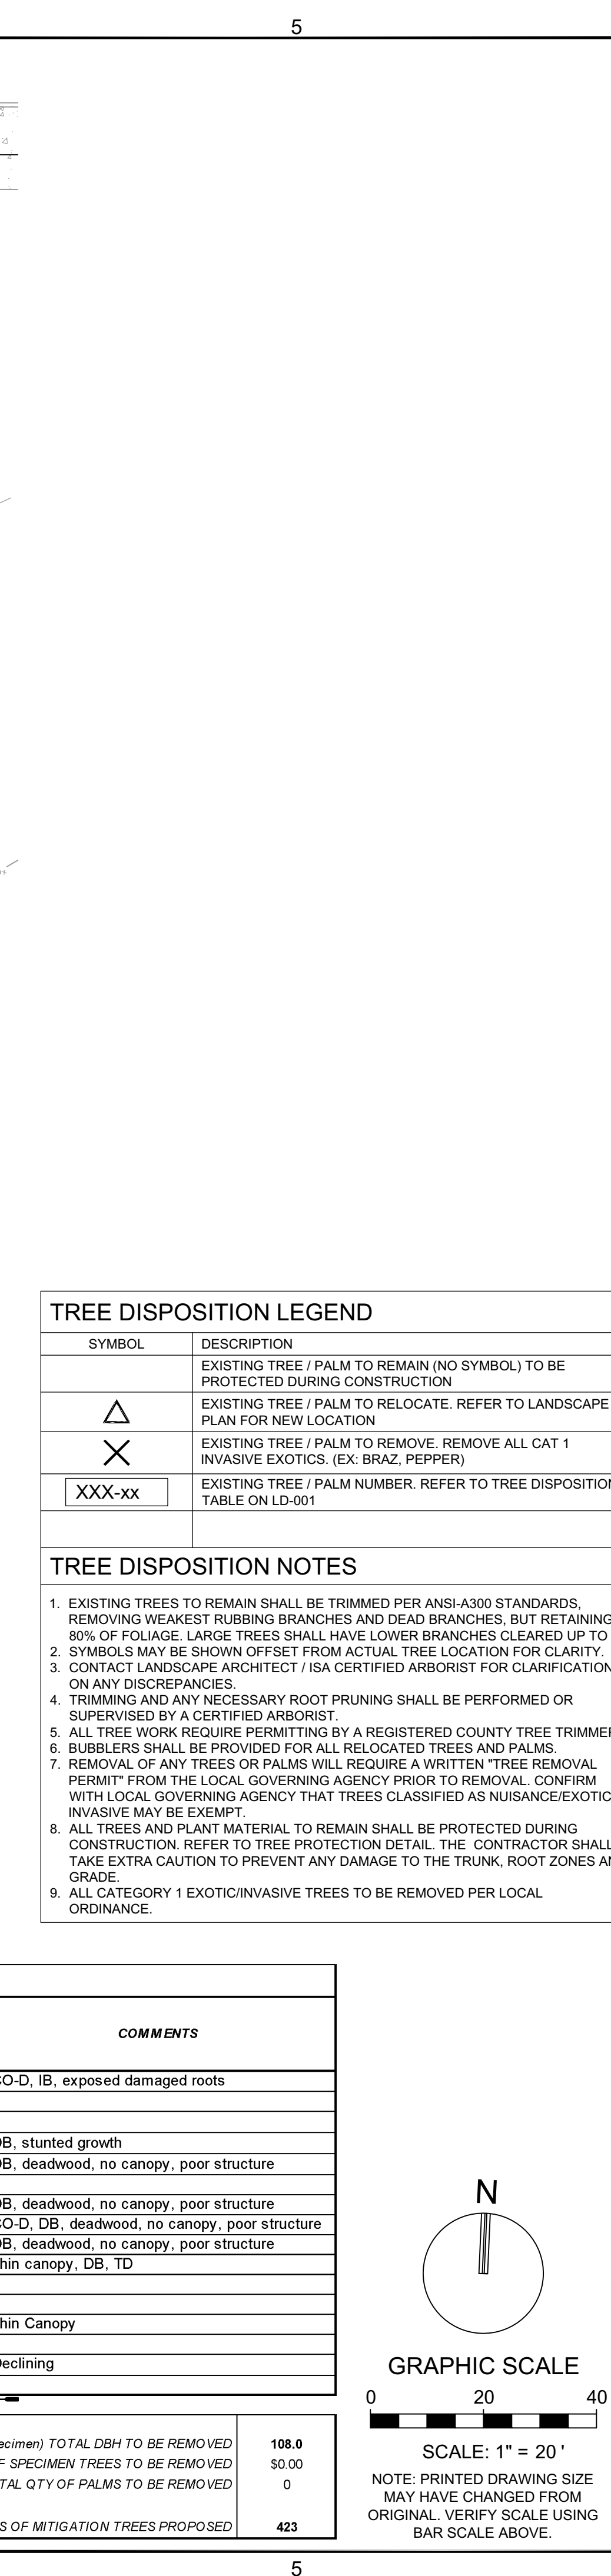 5
TREE DISPOSITION LEGEND
SYMBOL DESCRIPTION
EXISTING TREE / PALM TO REMAIN (NO SYMBOL) TO BE
PROTECTED DURING CONSTRUCTION
EXISTING TREE / PALM TO RELOCATE. REFER TO LANDSCAPE
PLAN FOR NEW LOCATION
EXISTING TREE / PALM TO REMOVE. REMOVE ALL CAT 1
INVASIVE EXOTICS. (EX: BRAZ, PEPPER)
XXX-xx
EXISTING TREE / PALM NUMBER. REFER TO TREE DISPOSITION
TABLE ON LD-001
TREE DISPOSITION NOTES
1. EXISTING TREES TO REMAIN SHALL BE TRIMMED PER ANSI-A300 STANDARDS,
REMOVING WEAKEST RUBBING BRANCHES AND DEAD BRANCHES, BUT RETAINING
80% OF FOLIAGE. LARGE TREES SHALL HAVE LOWER BRANCHES CLEARED UP TO
2. SYMBOLS MAY BE SHOWN OFFSET FROM ACTUAL TREE LOCATION FOR CLARITY.
3. CONTACT LANDSCAPE ARCHITECT / ISA CERTIFIED ARBORIST FOR CLARIFICATION
ON ANY DISCREPANCIES.
4. TRIMMING AND ANY NECESSARY ROOT PRUNING SHALL BE PERFORMED OR
SUPERVISED BY A CERTIFIED ARBORIST.
5. ALL TREE WORK REQUIRE PERMITTING BY A REGISTERED COUNTY TREE TRIMMER
6. BUBBLERS SHALL BE PROVIDED FOR ALL RELOCATED TREES AND PALMS.
7. REMOVAL OF ANY TREES OR PALMS WILL REQUIRE A WRITTEN "TREE REMOVAL
PERMIT" FROM THE LOCAL GOVERNING AGENCY PRIOR TO REMOVAL. CONFIRM
WITH LOCAL GOVERNING AGENCY THAT TREES CLASSIFIED AS NUISANCE/EXOTIC
INVASIVE MAY BE EXEMPT.
8. ALL TREES AND PLANT MATERIAL TO REMAIN SHALL BE PROTECTED DURING
CONSTRUCTION. REFER TO TREE PROTECTION DETAIL. THE CONTRACTOR SHALL
TAKE EXTRA CAUTION TO PREVENT ANY DAMAGE TO THE TRUNK, ROOT ZONES AN
GRADE.
9. ALL CATEGORY 1 EXOTIC/INVASIVE TREES TO BE REMOVED PER LOCAL
ORDINANCE.
COMMENTS
CO-D, IB, exposed damaged roots
DB, stunted growth
DB, deadwood, no canopy, poor structure
DB, deadwood, no canopy, poor structure
CO-D, DB, deadwood, no canopy, poor structure
DB, deadwood, no canopy, poor structure
hin canopy, DB, TD
hin Canopy
Declining
ecimen) TOTAL DBH TO BE REMOVED 108.0
F SPECIMEN TREES TO BE REMOVED $0.00
TAL QTY OF PALMS TO BE REMOVED 0
S OF MITIGATION TREES PROPOSED 423
N
GRAPHIC SCALE
0 20 40
SCALE: 1" = 20 '
NOTE: PRINTED DRAWING SIZE
MAY HAVE CHANGED FROM
ORIGINAL. VERIFY SCALE USING
BAR SCALE ABOVE.
5